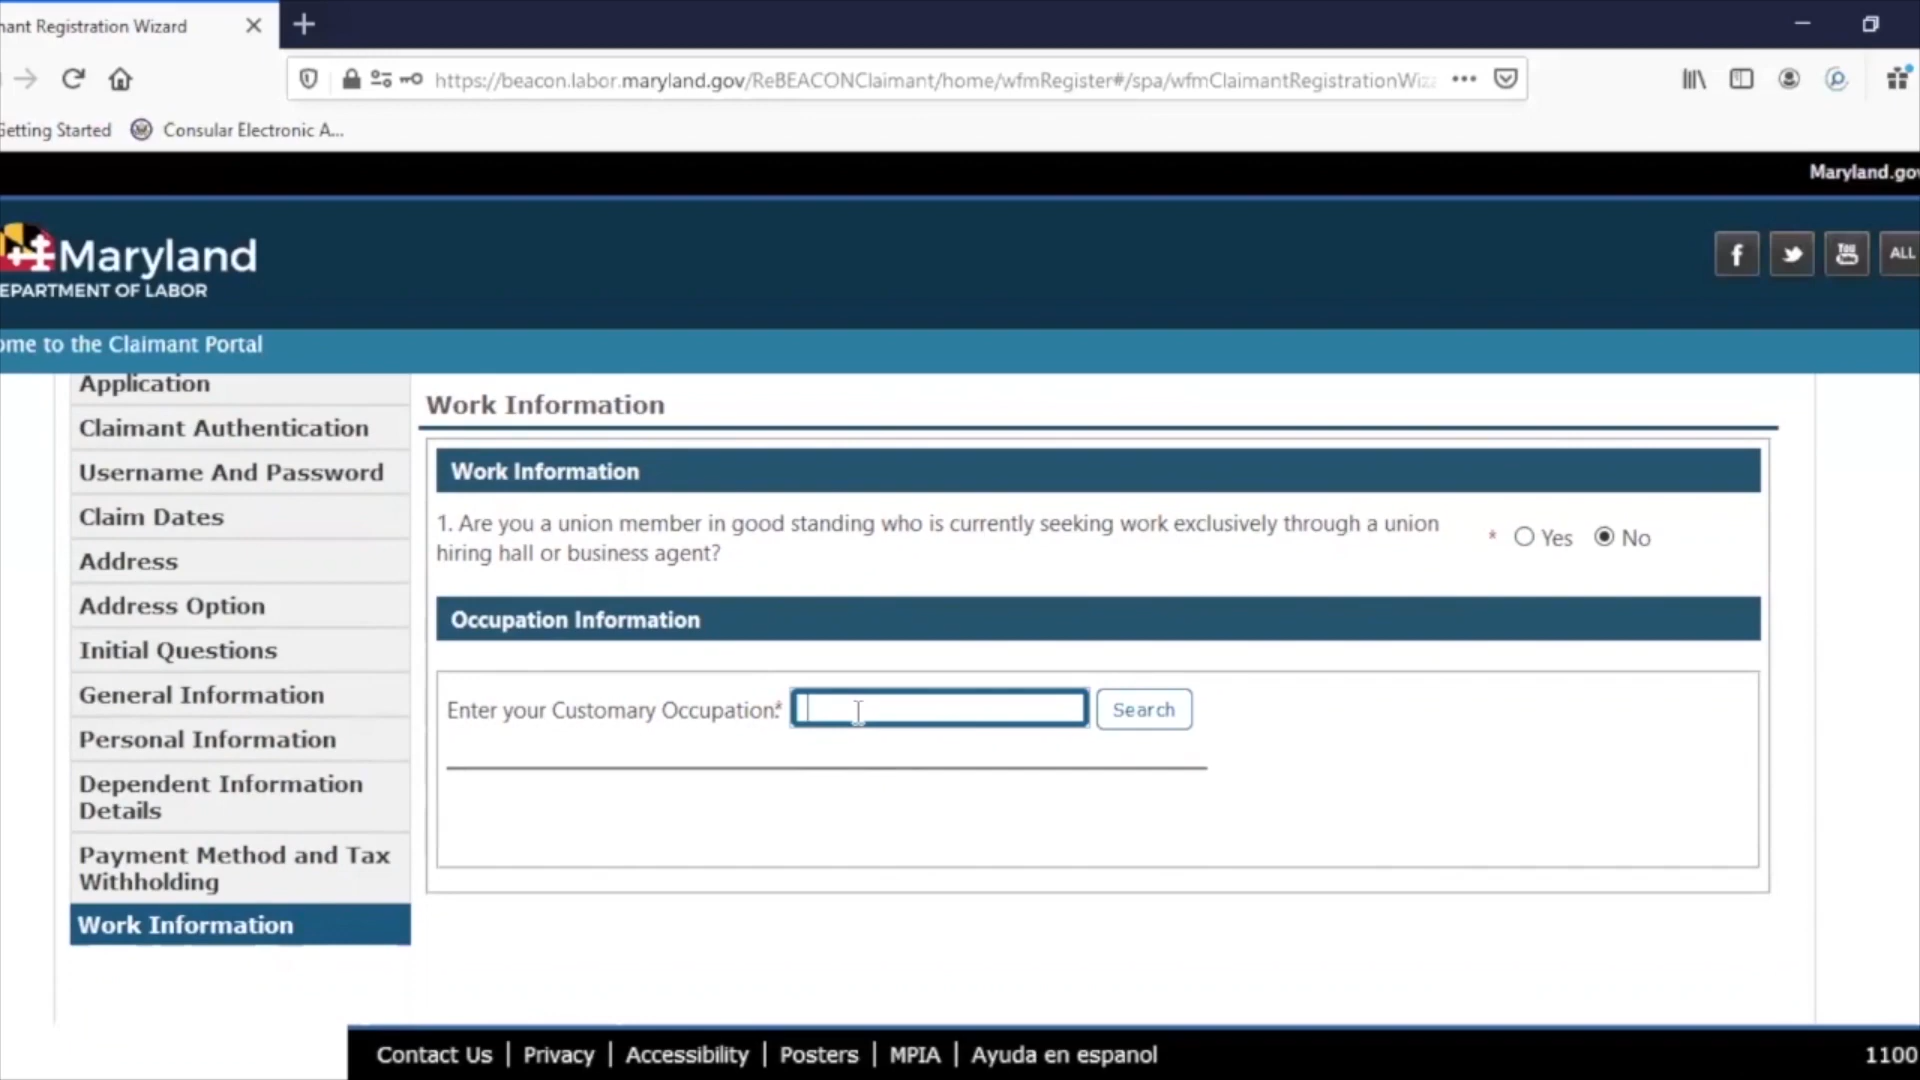 nant Registration Wizard
https://beacon.labor.maryland.gov/ReBEACONClaimant/home/wfmRegister#/spa/wfmClaimantRegistrationWiz
Getting Started
Consular Electronic A...
Maryland.gov
Maryland
EPARTMENT OF LABOR
f
You
ALL
ome to the Claimant Portal
Application
Claimant Authentication
Username And Password
Claim Dates
Address
Address Option
Initial Questions
General Information
Personal Information
Dependent Information
Details
Payment Method and Tax
Withholding
Work Information
Work Information
Work Information
1. Are you a union member in good standing who is currently seeking work exclusively through a union
hiring hall or business agent?
* Yes No
Occupation Information
Enter your Customary Occupation:* Search
Contact Us | Privacy | Accessibility | Posters | MPIA | Ayuda en espanol
1100